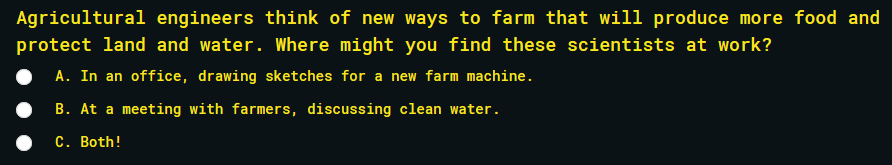 Agricultural engineers think of new ways to farm that will produce more food and
protect land and water. Where might you find these scientists at work?
A. In an office, drawing sketches for a new farm machine.
B. At a meeting with farmers, discussing clean water.
C. Both!